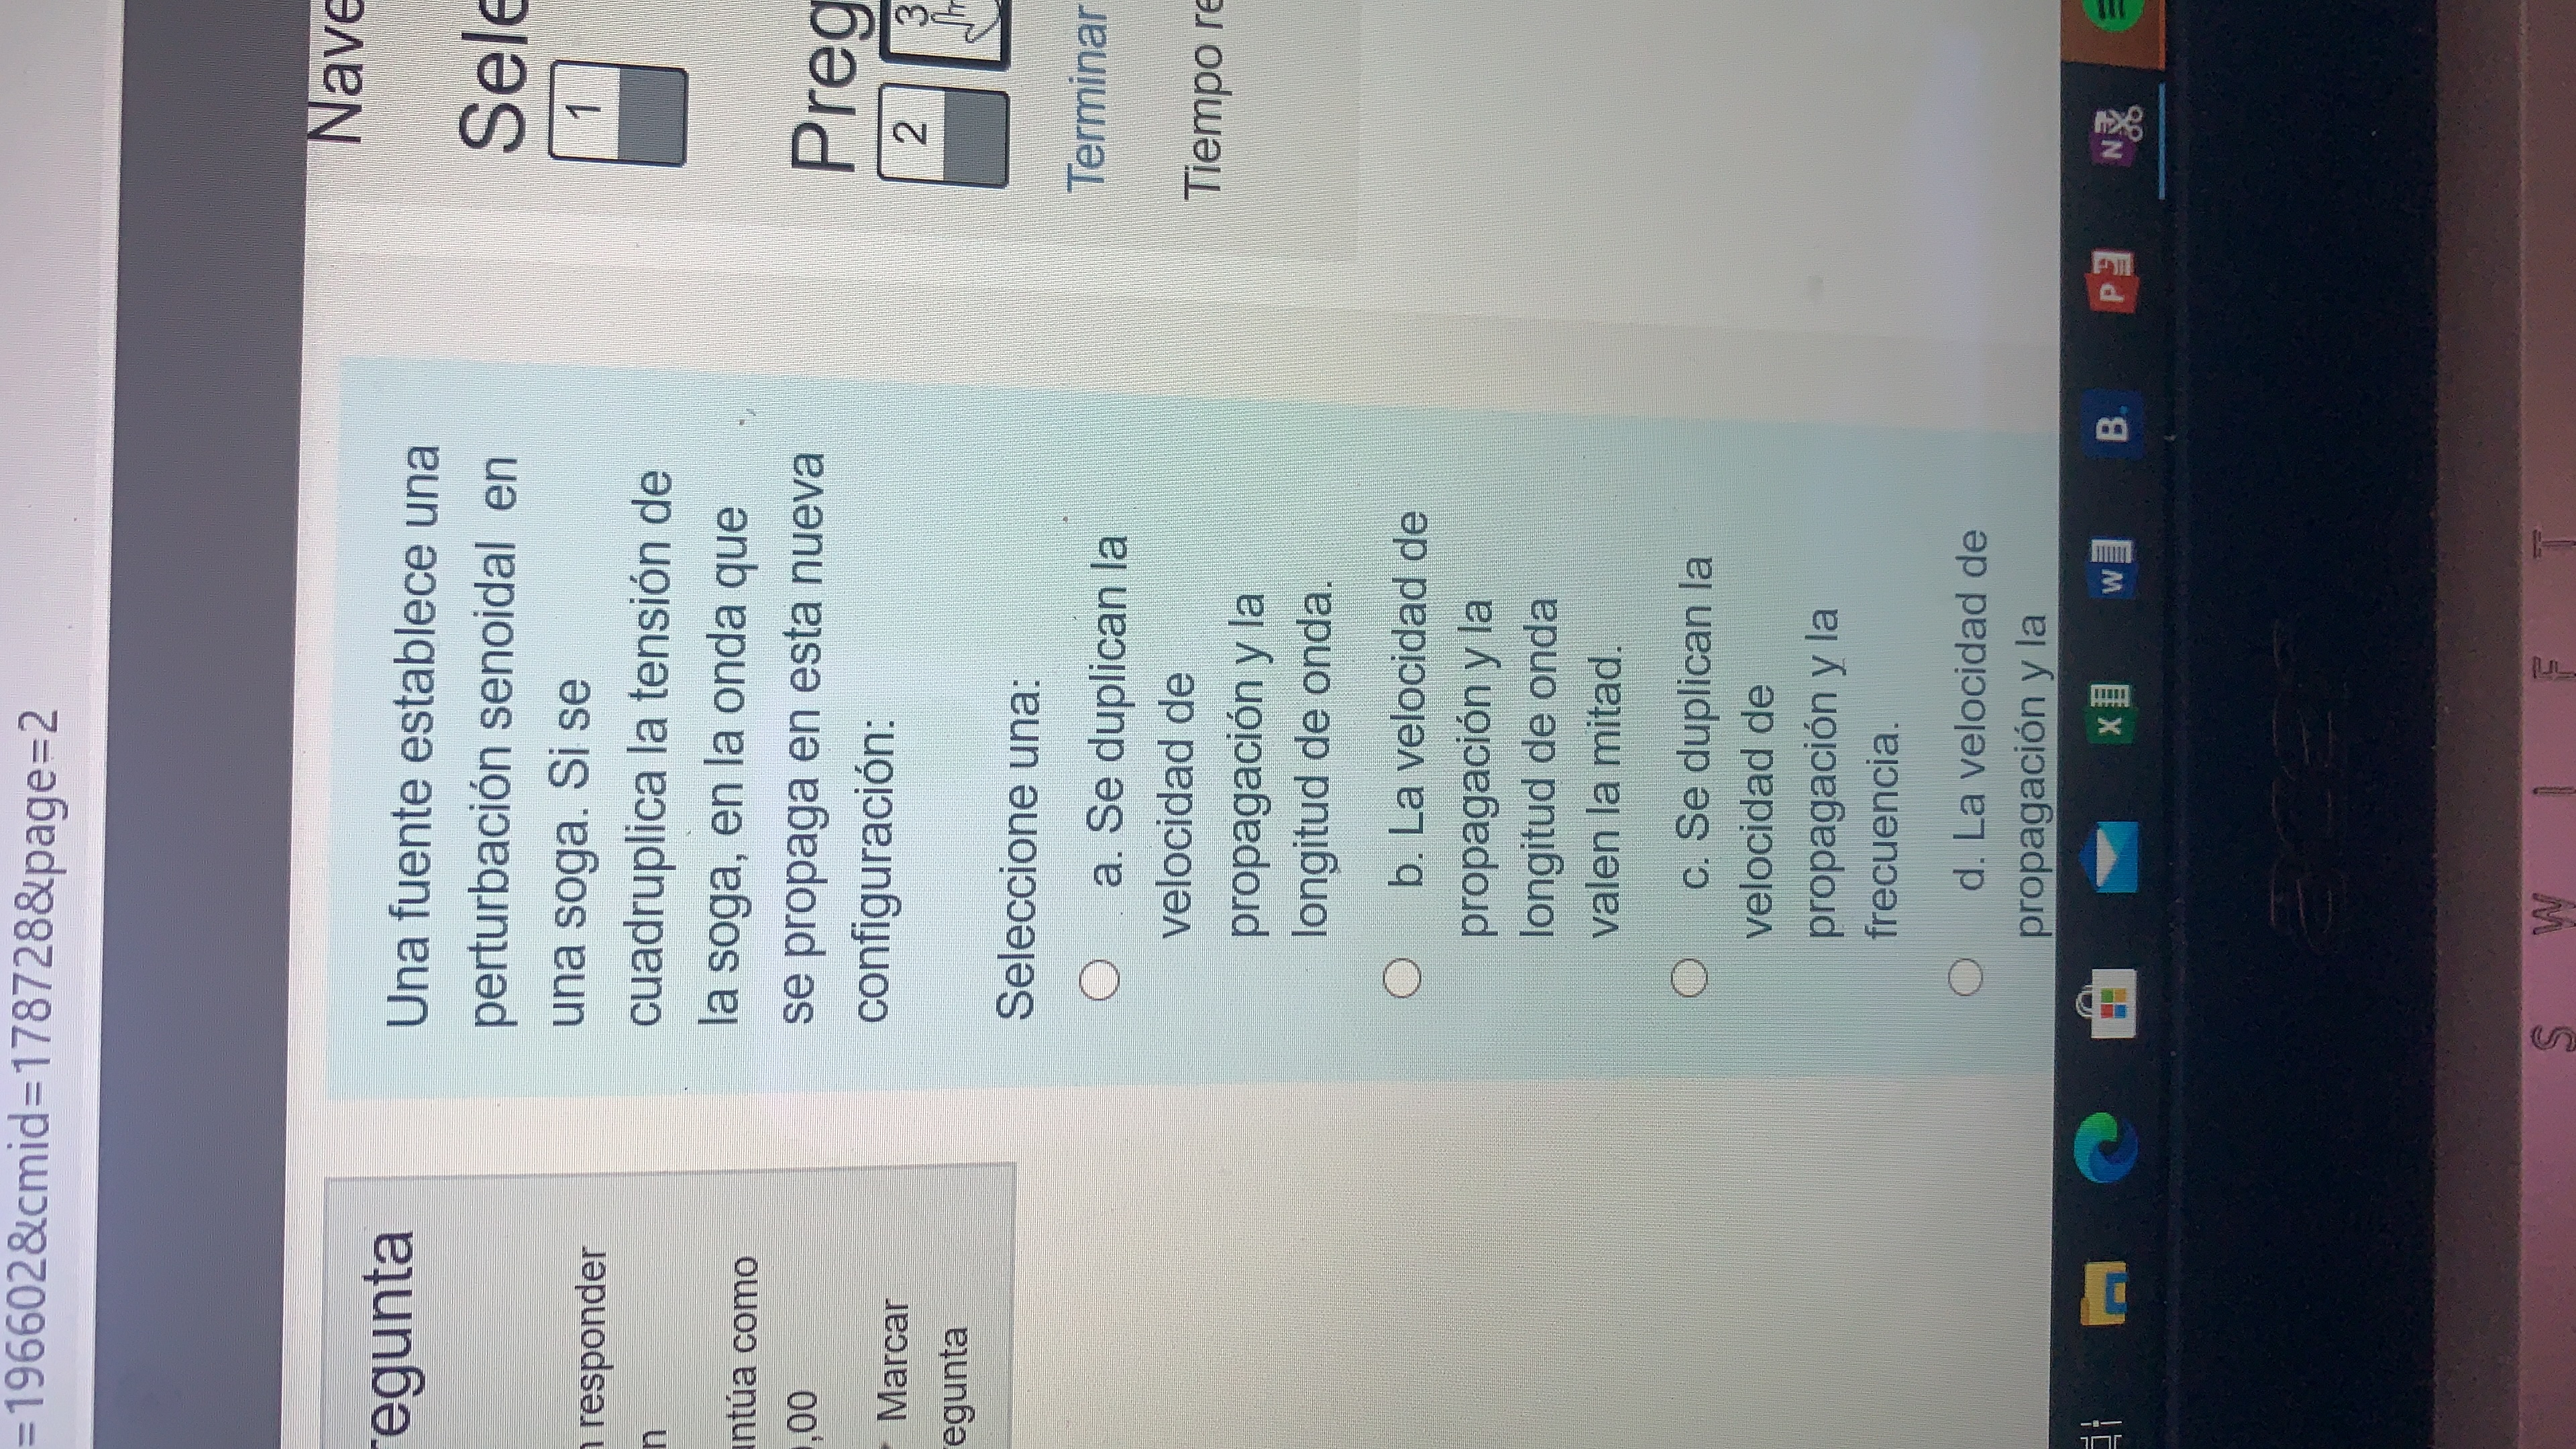 =196602&cmid=178728&page=2
regunta
responder
n
untúa como
,00
Marcar
regunta
Una fuente establece una
perturbación senoidal en
una soga. Si se
cuadruplica la tensión de
la soga, en la onda que
se propaga en esta nueva
configuración:
Seleccione una:
a. Se duplican la
velocidad de
propagación y la
longitud de onda.
b. La velocidad de
propagación y la
longitud de onda
valen la mitad.
c. Se duplican la
velocidad de
propagación y la
frecuencia.
d. La velocidad de
propagación y la
Nave
Sele
1
Preg
2 3
Terminar
Tiempo re
X
W
B.
P
N
acer
SWIFT